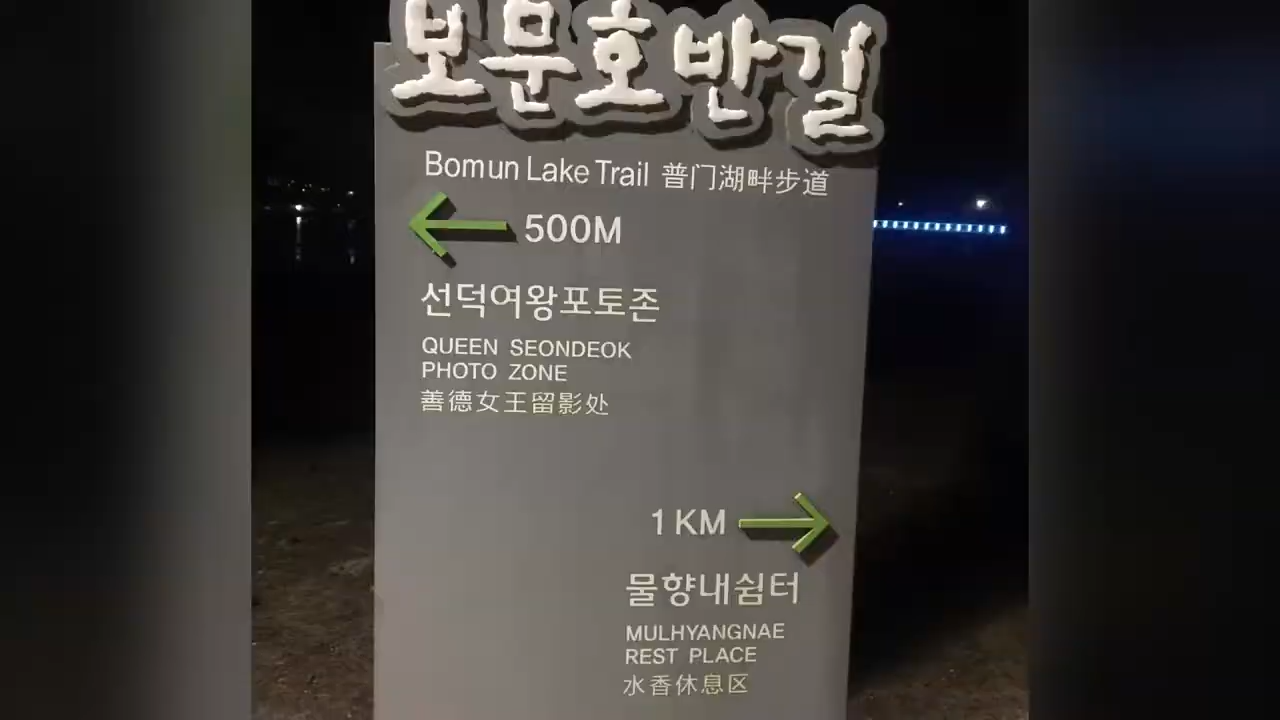 보문호반길
Bomun Lake Trail 普门湖畔步道
500M
선덕여왕포토존
QUEEN SEONDEOK
PHOTO ZONE
善德女王留影处
1 KM
물향내쉼터
MULHYANGNAE
REST PLACE
水香休息区